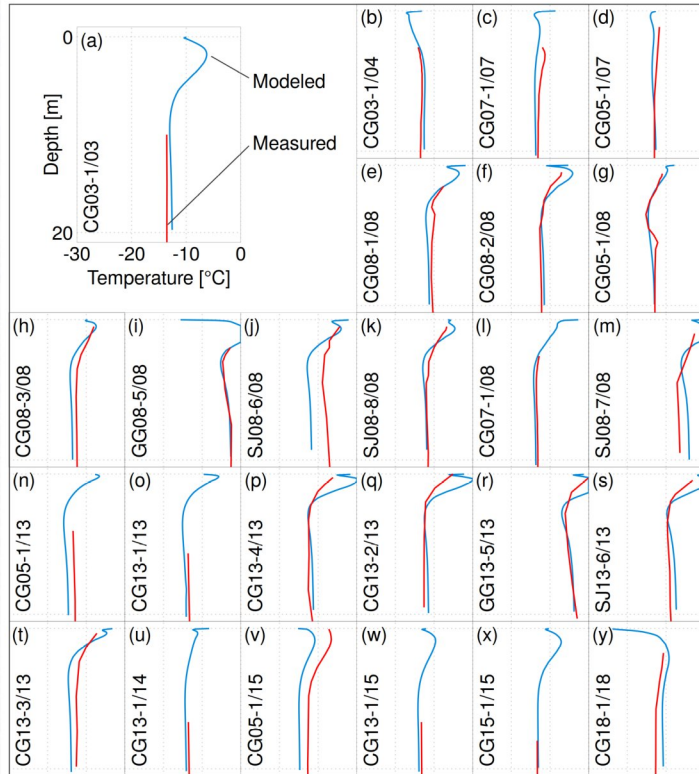 (a)
0
Modeled
Measured
Depth [m]
CG03-1/03
20
-30 -20 -10 0
Temperature [°C]
(b)
CG03-1/04
(c)
CG07-1/07
(d)
CG05-1/07
(e)
CG08-1/08
(f)
CG08-2/08
(g)
CG05-1/08
(h)
CG08-3/08
(i)
GG08-5/08
(j)
SJ08-6/08
(k)
SJ08-8/08
(l)
CG07-1/08
(m)
SJ08-7/08
(n)
CG05-1/13
(o)
CG13-1/13
(p)
CG13-4/13
(q)
CG13-2/13
(r)
GG13-5/13
(s)
SJ13-6/13
(t)
CG13-3/13
(u)
CG13-1/14
(v)
CG05-1/15
(w)
CG13-1/15
(x)
CG15-1/15
(y)
CG18-1/18